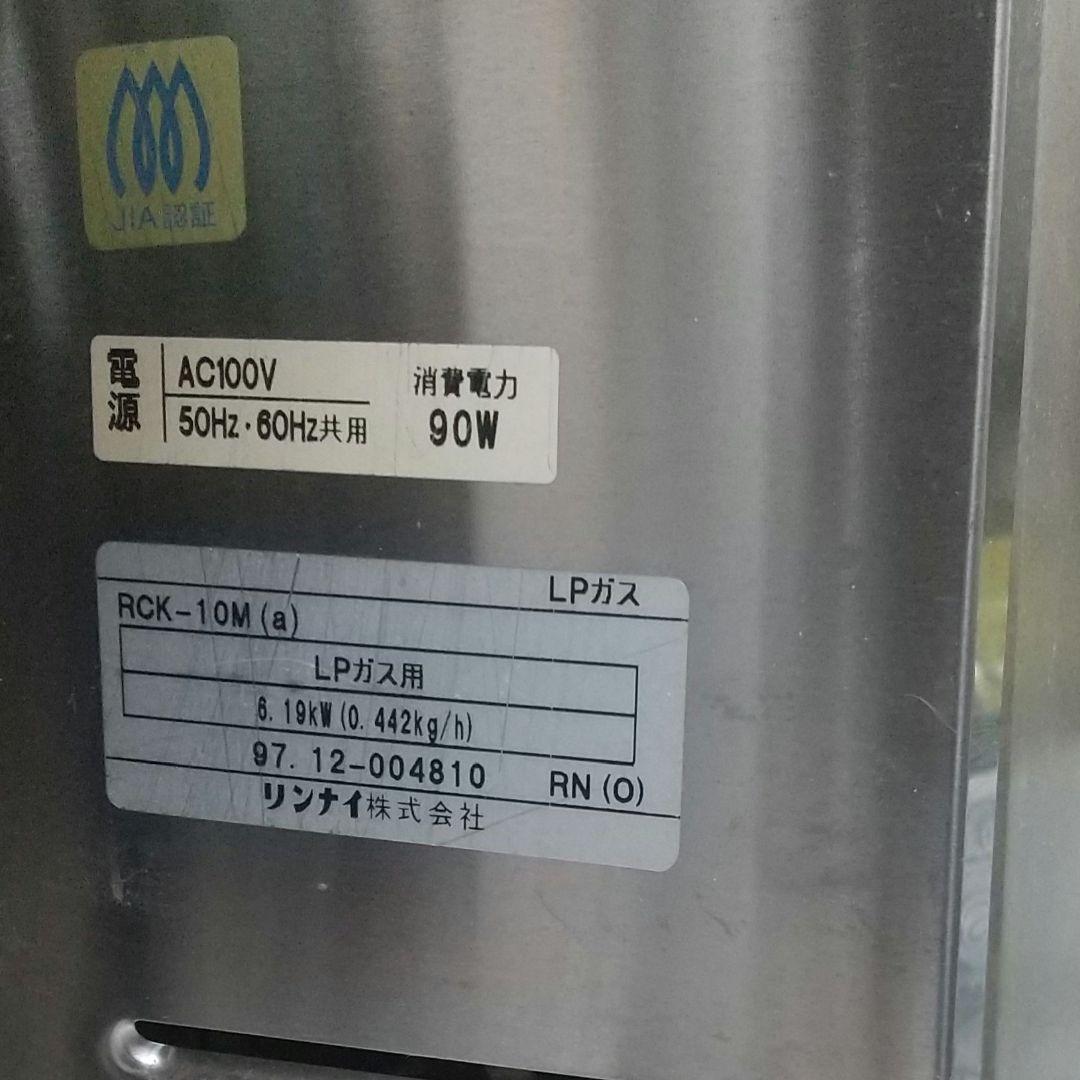 JIA認証
電源
AC100V
50Hz・60Hz共用
消費電力
90W
LPガス
RCK-10M(a)
LPガス用
6.19kW(0.442kg/h)
97.12-004810
RN(O)
リンナイ株式会社